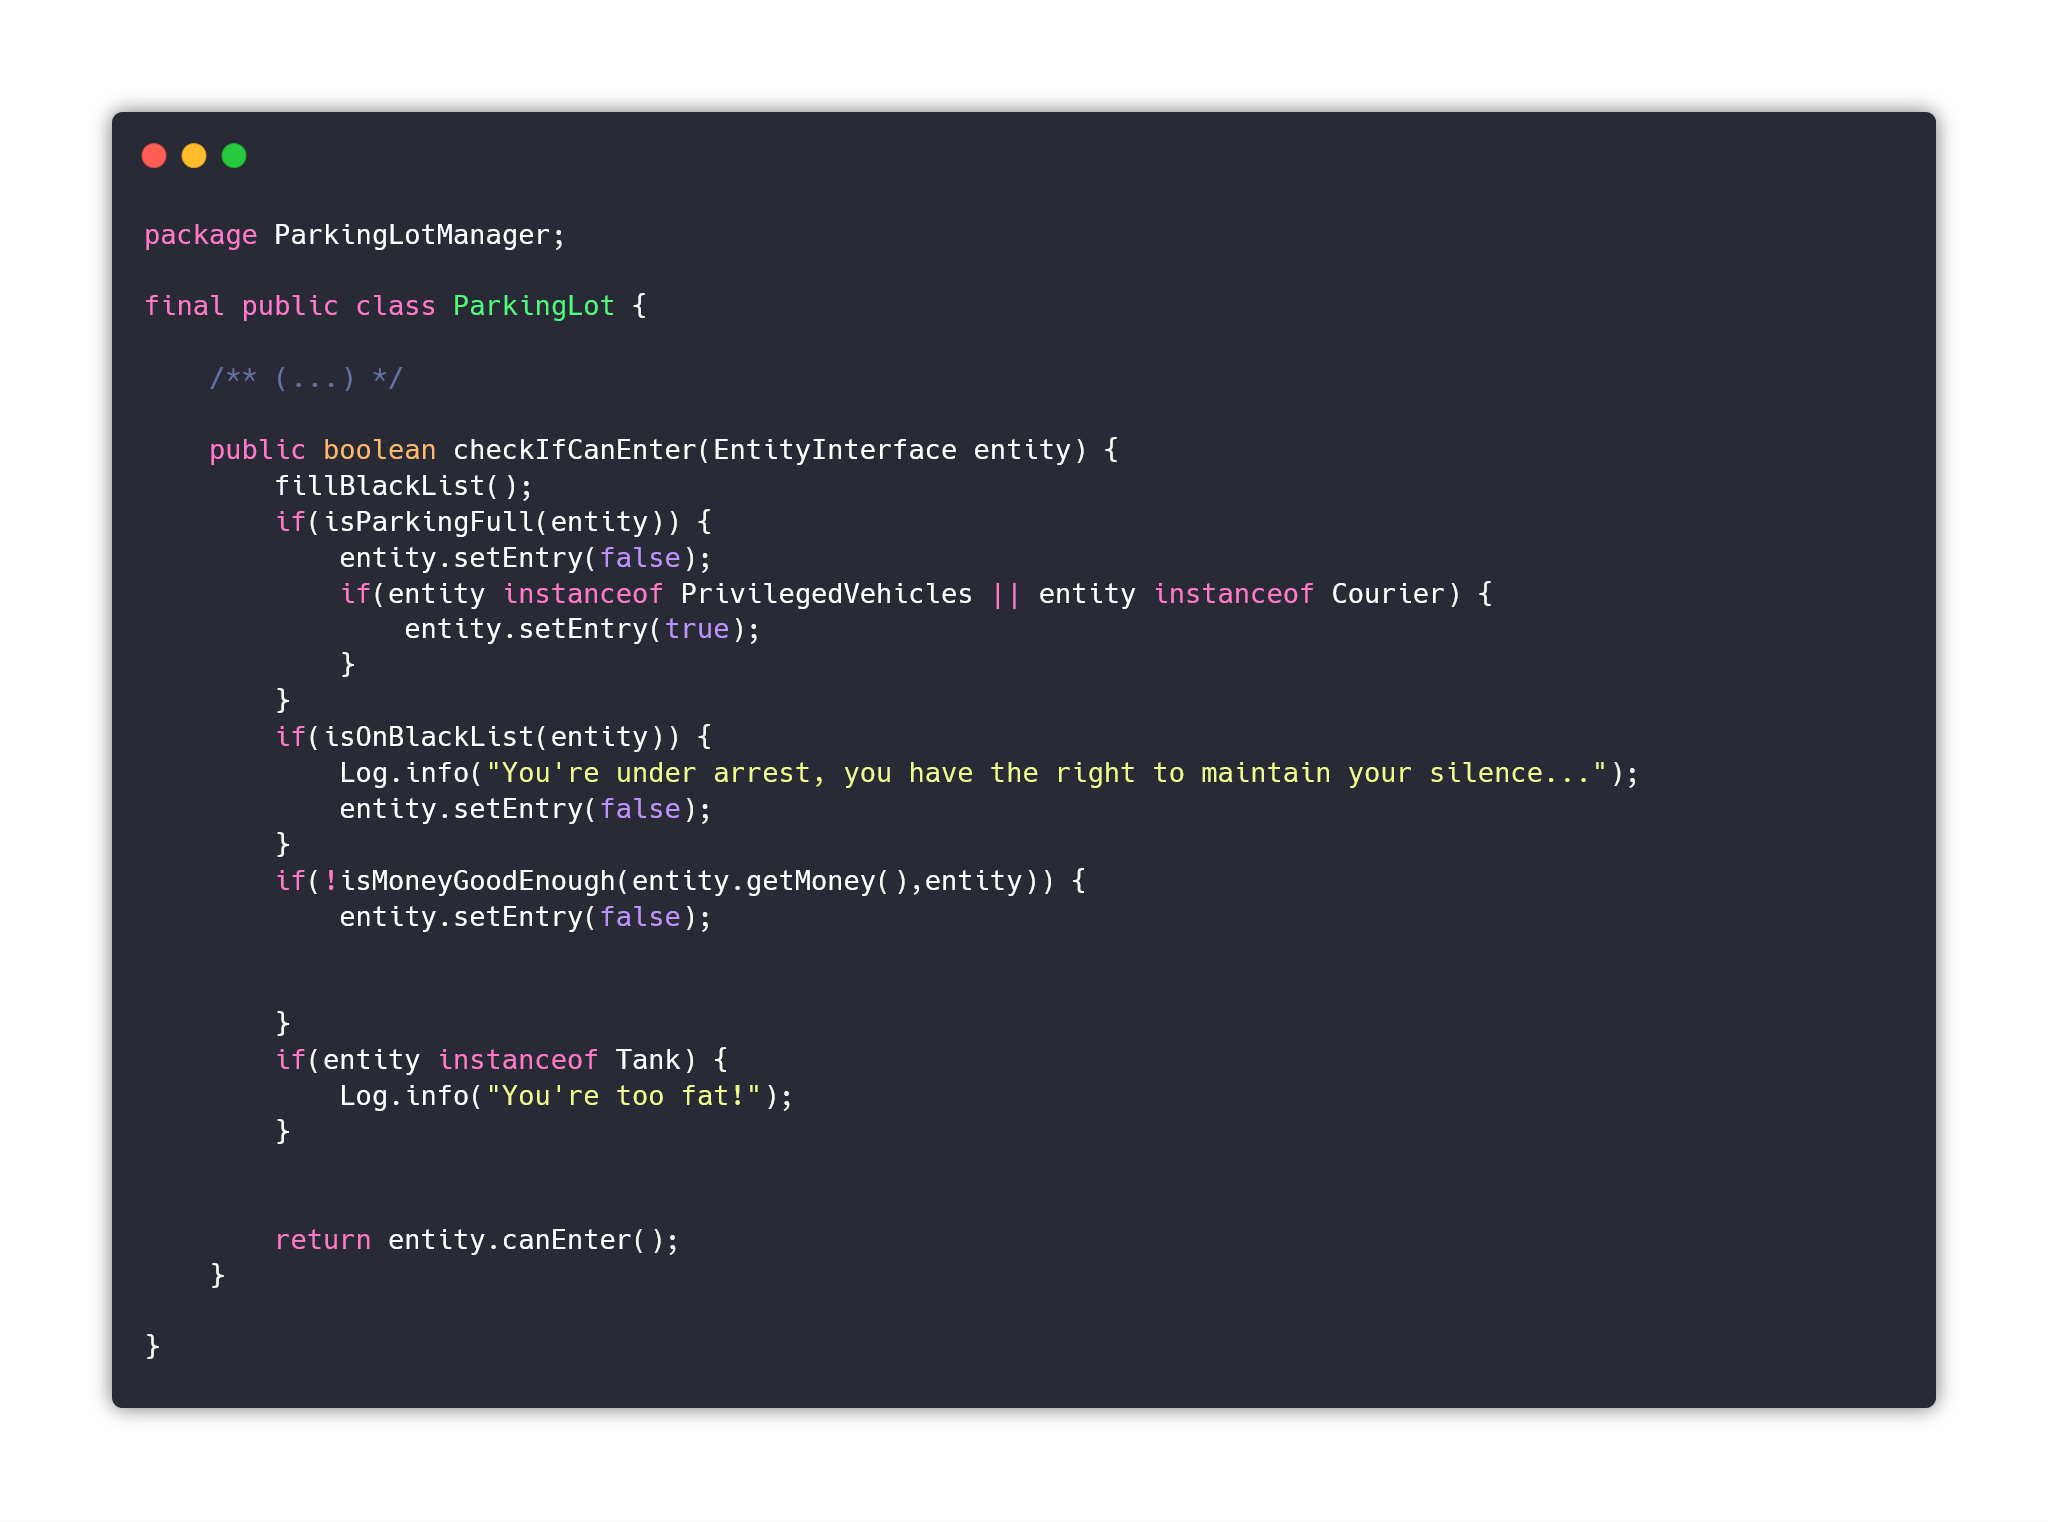 package ParkingLotManager;
final public class ParkingLot {
    /** (...) */
    public boolean checkIfCanEnter(EntityInterface entity) {
        fillBlackList();
        if(isParkingFull(entity)) {
            entity.setEntry(false);
            if(entity instanceof PrivilegedVehicles || entity instanceof Courier) {
                entity.setEntry(true);
            }
        }
        if(isOnBlackList(entity)) {
            Log.info("You're under arrest, you have the right to maintain your silence...");
            entity.setEntry(false);
        }
        if(!isMoneyGoodEnough(entity.getMoney(),entity)) {
            entity.setEntry(false);
        }
        if(entity instanceof Tank) {
            Log.info("You're too fat!");
        }
        return entity.canEnter();
    }
}